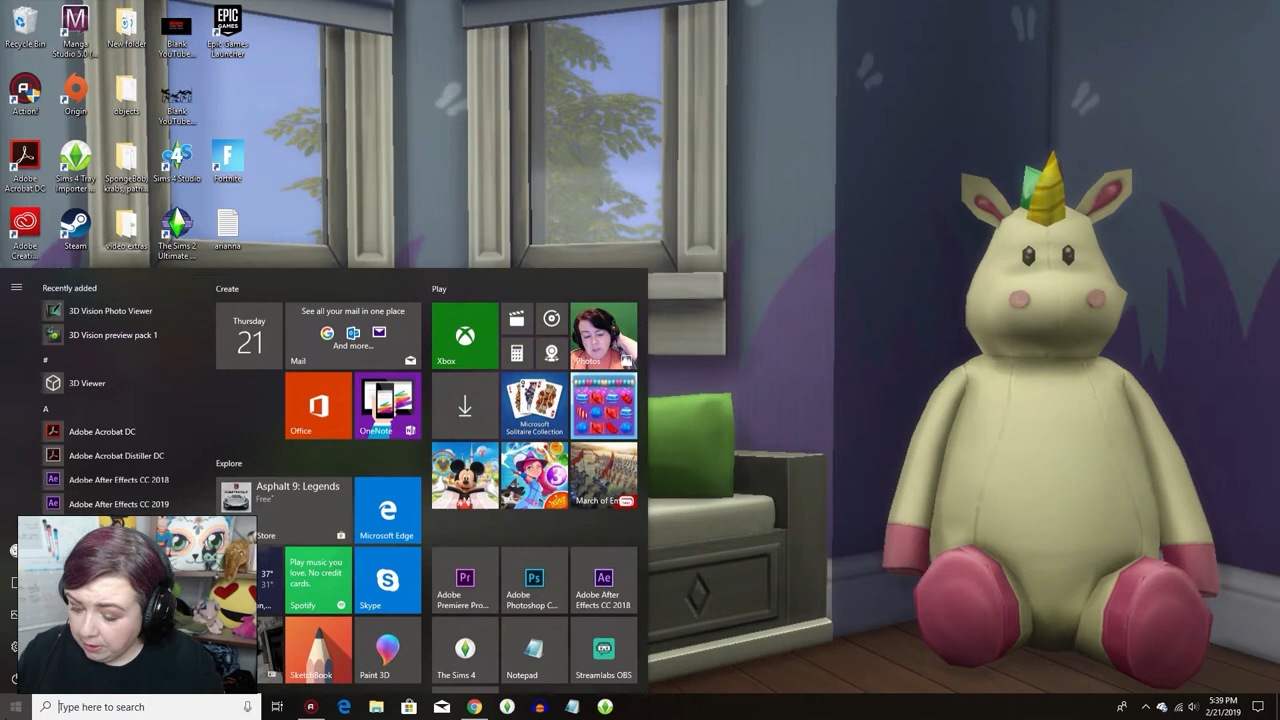 Recycle Bin
Manga
Studio 5.0 (...
New folder
Blank
YouTube...
Epic Games
Launcher
EPIC
GAMES
Action!
Origin
objects
Blank
YouTube...
Adobe
Acrobat DC
Sims 4 Tray
Importer ...
SpongeBob,
krabs, patri...
Sims 4 Studio
Fortnite
Adobe
Creati...
Steam
video extras
The Sims 2
Ultimate ...
arianna
Recently added
3D Vision Photo Viewer
3D Vision preview pack 1
#
3D Viewer
A
Adobe Acrobat DC
Adobe Acrobat Distiller DC
Adobe After Effects CC 2018
Adobe After Effects CC 2019
Create
Thursday
21
See all your mail in one place
And more...
Mail
Office
OneNote
Explore
Asphalt 9: Legends
Free*
Store
Microsoft Edge
37°
31°
Play music you
love. No credit
cards.
Spotify
Skype
SketchBook
Paint 3D
Play
Xbox
Photos
Microsoft
Solitaire Collection
March of Em
Adobe
Premiere Pro...
Adobe
Photoshop C...
Adobe After
Effects CC 2018
The Sims 4
Notepad
Streamlabs OBS
Type here to search
5:39 PM
2/21/2019